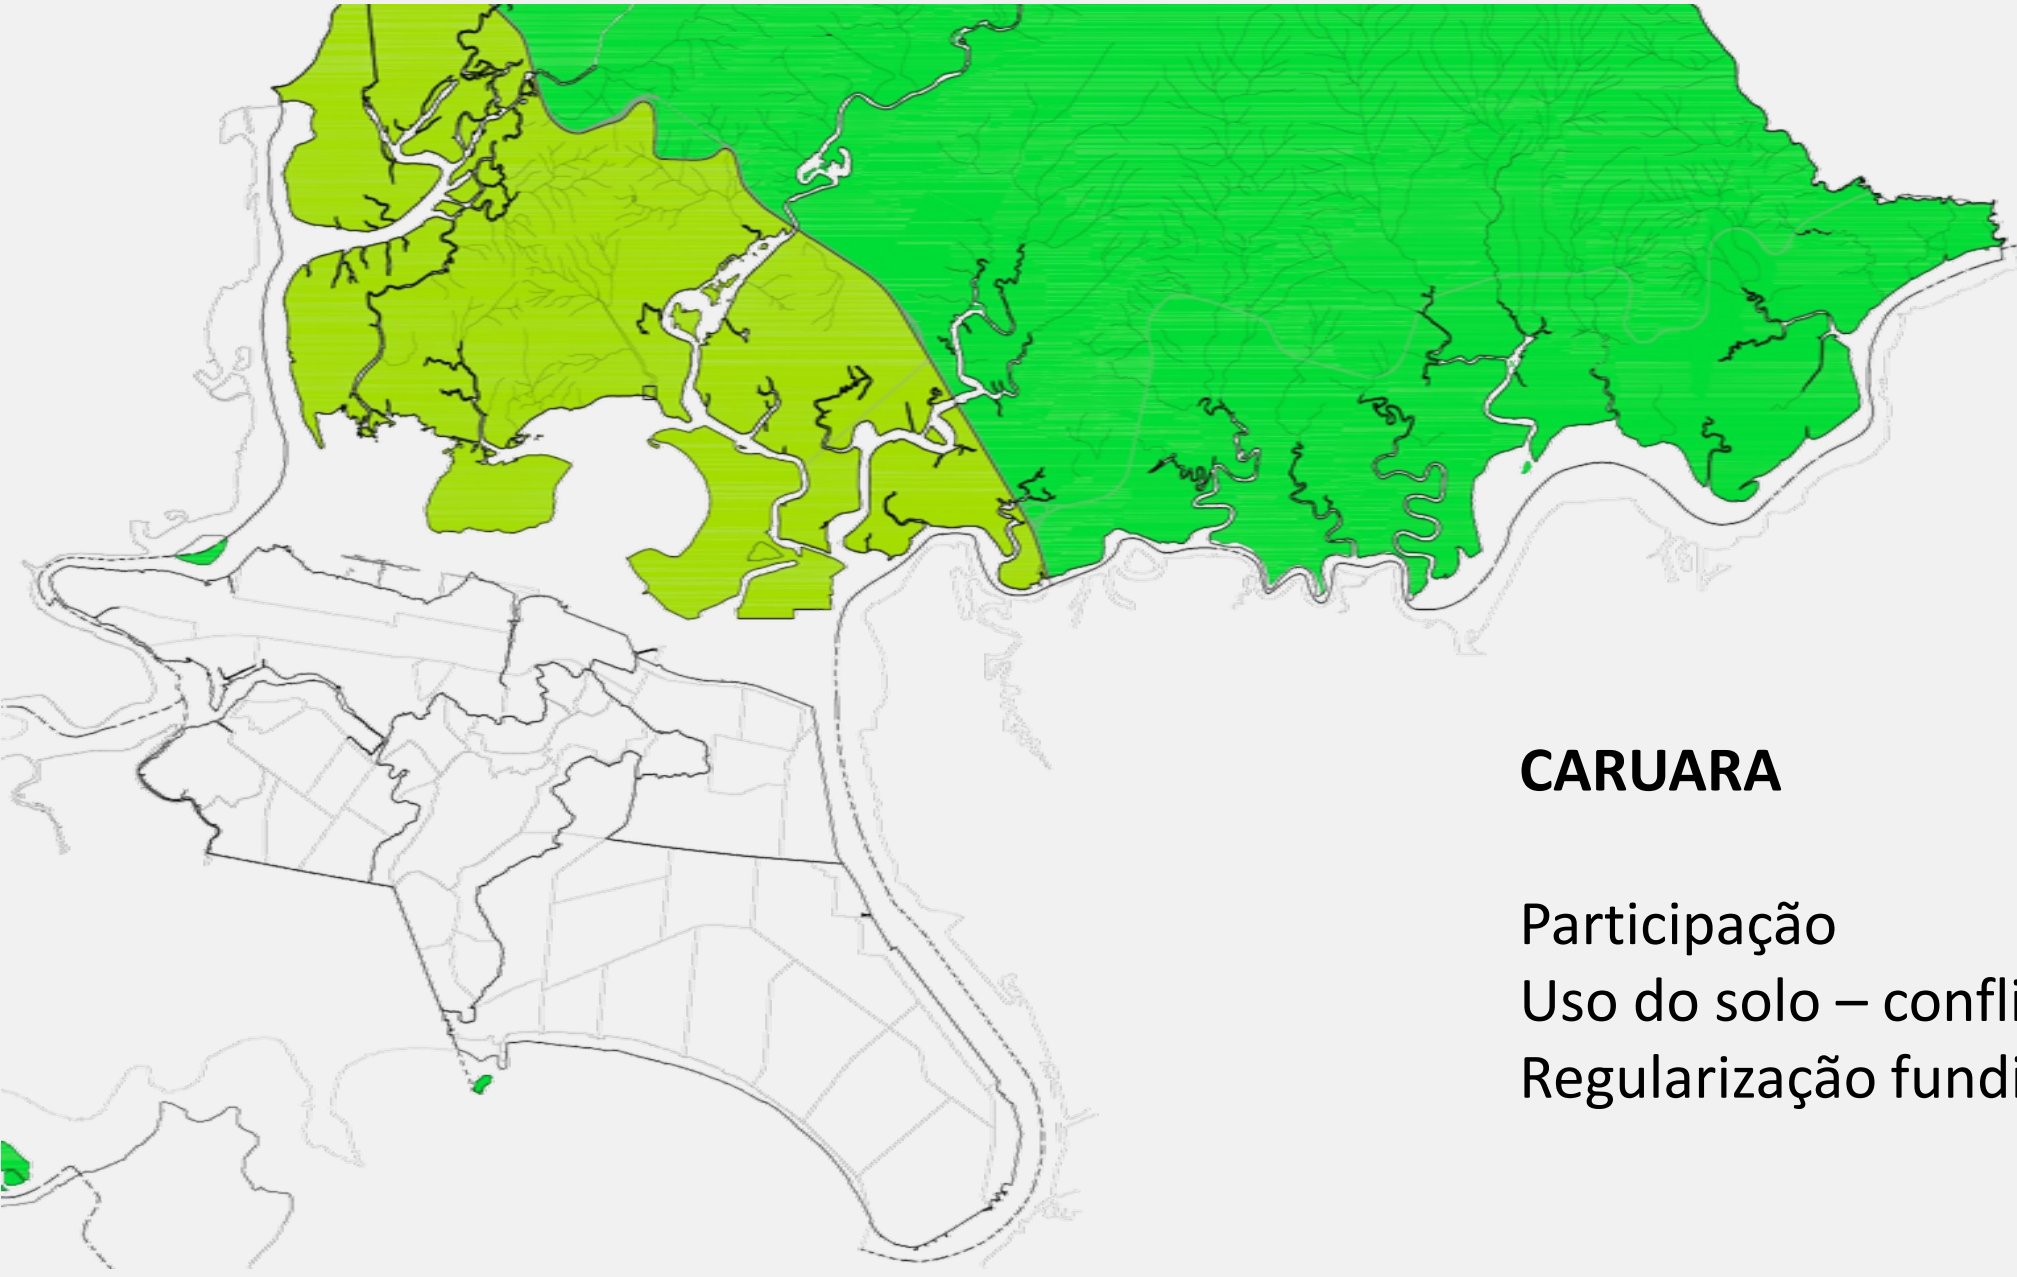 CARUARA
Participação
Uso do solo – confli
Regularização fundi